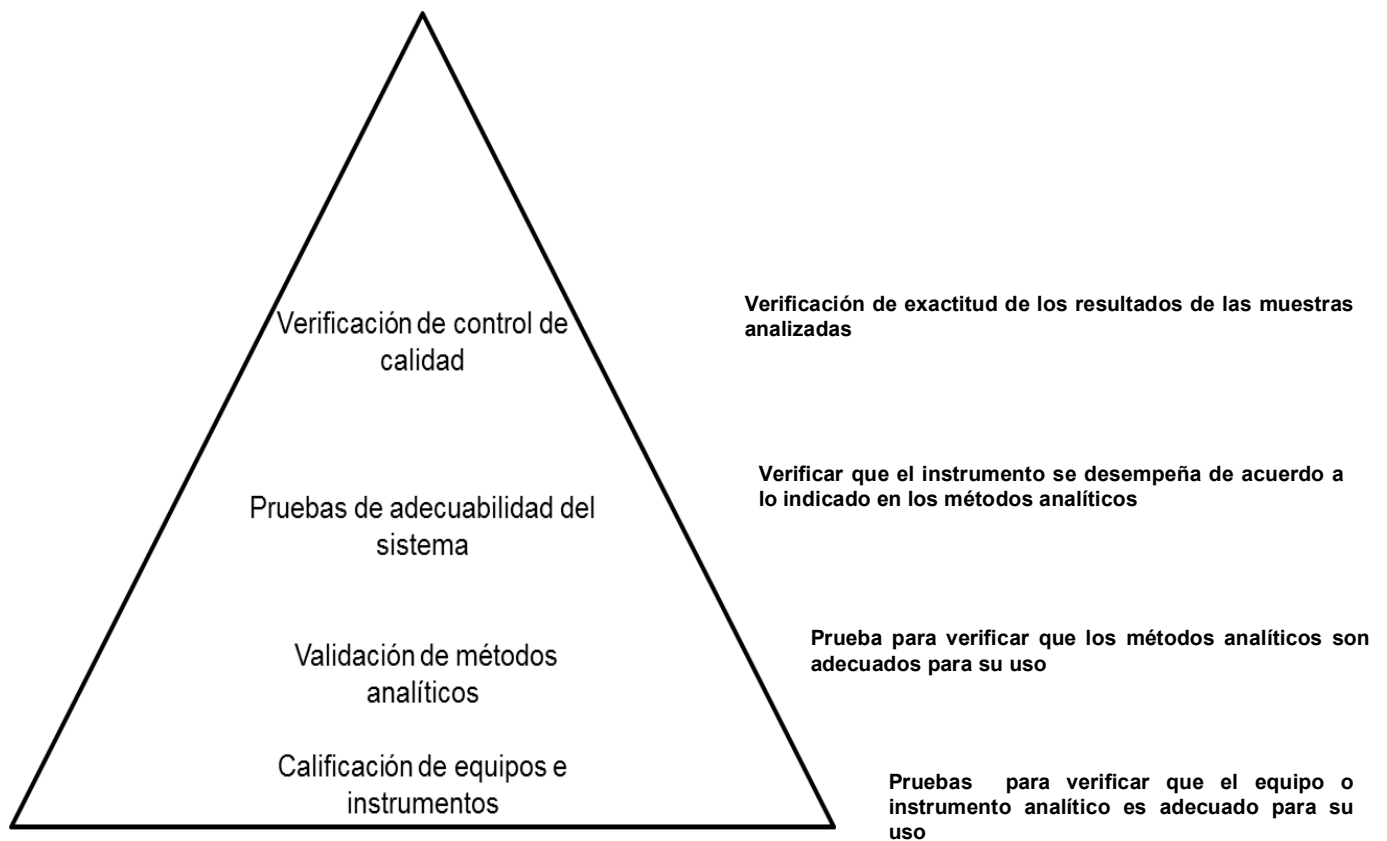 Verificación de control de
calidad
Verificación de exactitud de los resultados de las muestras
analizadas
Pruebas de adecuabilidad del
sistema
Verificar que el instrumento se desempeña de acuerdo a
lo indicado en los métodos analíticos
Validación de métodos
analíticos
Prueba para verificar que los métodos analíticos son
adecuados para su uso
Calificación de equipos e
instrumentos
Pruebas para verificar que el equipo o
instrumento analítico es adecuado para su
uso